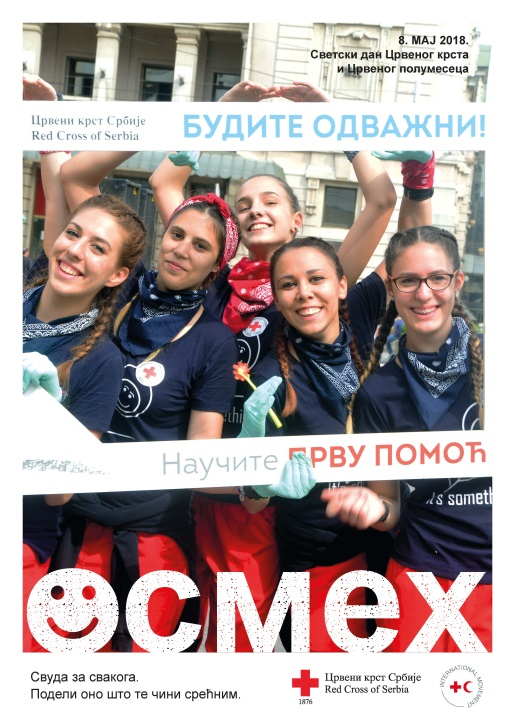 8. МАЈ 2018.
Светски дан Црвеног крста
и Црвеног полумесеца
Црвени крст Србије
Red Cross of Serbia
БУДИТЕ ОДВАЖНИ!
Научите ПРВУ ПОМОЋ
it's someth
ОСМЕХ
Свуда за свакога.
Подели оно што те чини срећним.
1876
Црвени крст Србије
Red Cross of Serbia
INTERNATIONAL MOVEMENT